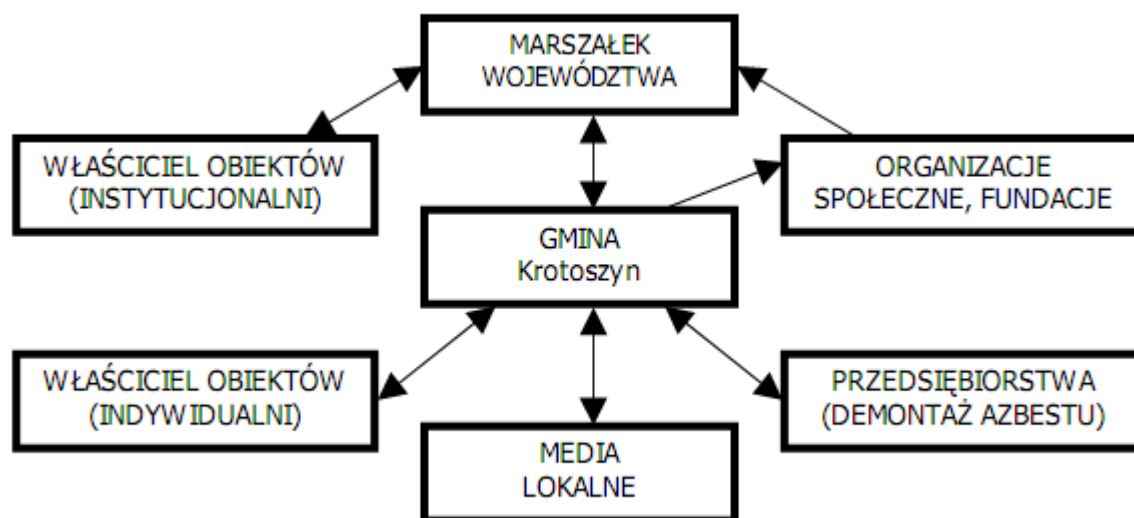 MARSZAŁEK
WOJEWÓDZTWA
WŁAŚCICIEL OBIEKTÓW
(INSTYTUCJONALNI)
ORGANIZACJE
SPOŁECZNE, FUNDACJE
GMINA
Krotoszyn
WŁAŚCICIEL OBIEKTÓW
(INDYWIDUALNI)
PRZEDSIĘBIORSTWA
(DEMONTAŻ AZBESTU)
MEDIA
LOKALNE